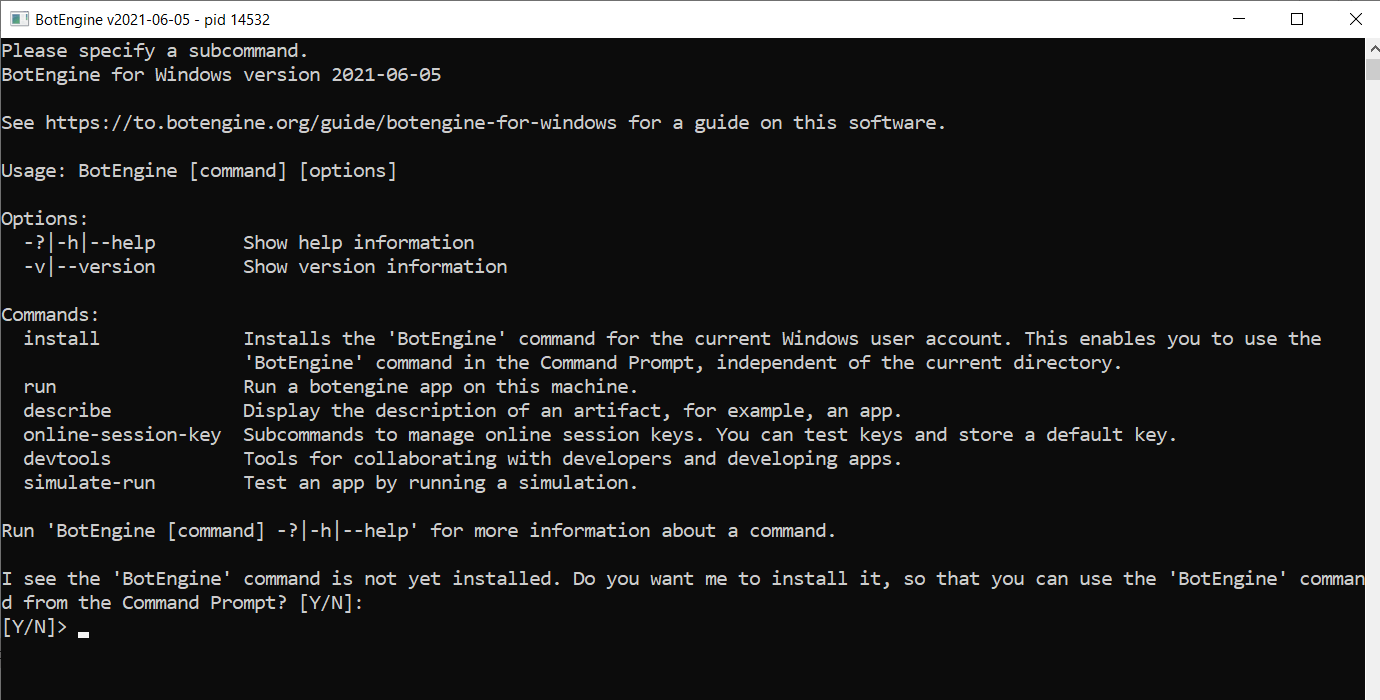 BotEngine v2021-06-05 - pid 14532
Please specify a subcommand.
BotEngine for Windows version 2021-06-05
See https://to.botengine.org/guide/botengine-for-windows for a guide on this software.
Usage: BotEngine [command] [options]
Options:
-?|-h|--help Show help information
-v|--version Show version information
Commands:
install Installs the 'BotEngine' command for the current Windows user account. This enables you to use the
'BotEngine' command in the Command Prompt, independent of the current directory.
run Run a botengine app on this machine.
describe Display the description of an artifact, for example, an app.
online-session-key Subcommands to manage online session keys. You can test keys and store a default key.
devtools Tools for collaborating with developers and developing apps.
simulate-run Test an app by running a simulation.
Run 'BotEngine [command] -?|-h|--help' for more information about a command.
I see the 'BotEngine' command is not yet installed. Do you want me to install it, so that you can use the 'BotEngine' comman
d from the Command Prompt? [Y/N]:
[Y/N]>